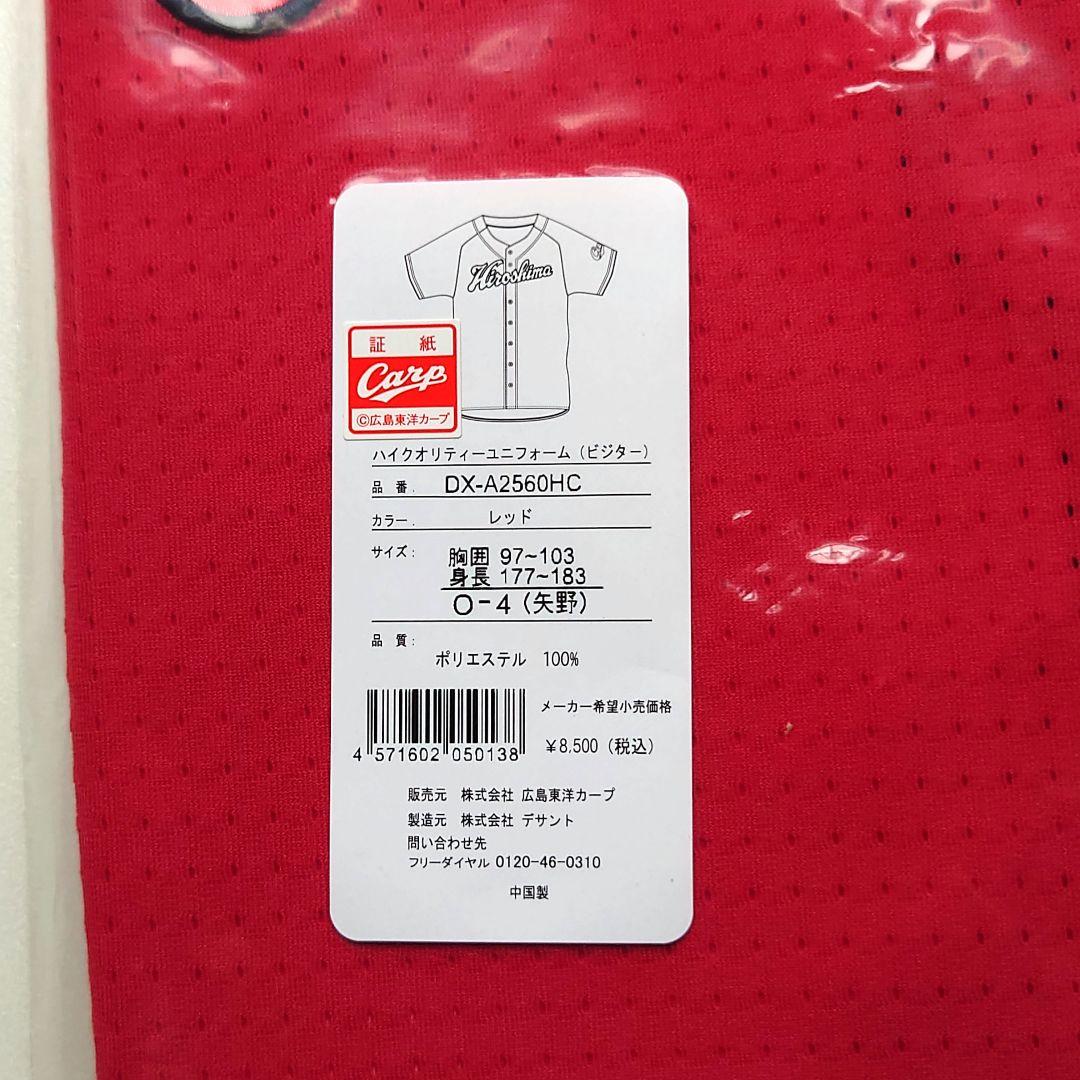 Hiroshima
証 紙
Carp
©広島東洋カープ
ハイクオリティーユニフォーム（ビジター）
品 番. DX-A2560HC
カラー. レッド
サイズ: 胸囲 97~103
身長 177~183
O-4（矢野）
品 質:
ポリエステル 100%
メーカー希望小売価格
¥8,500（税込）
4 571602 050138
販売元 株式会社 広島東洋カープ
製造元 株式会社 デサント
問い合わせ先
フリーダイヤル 0120-46-0310
中国製